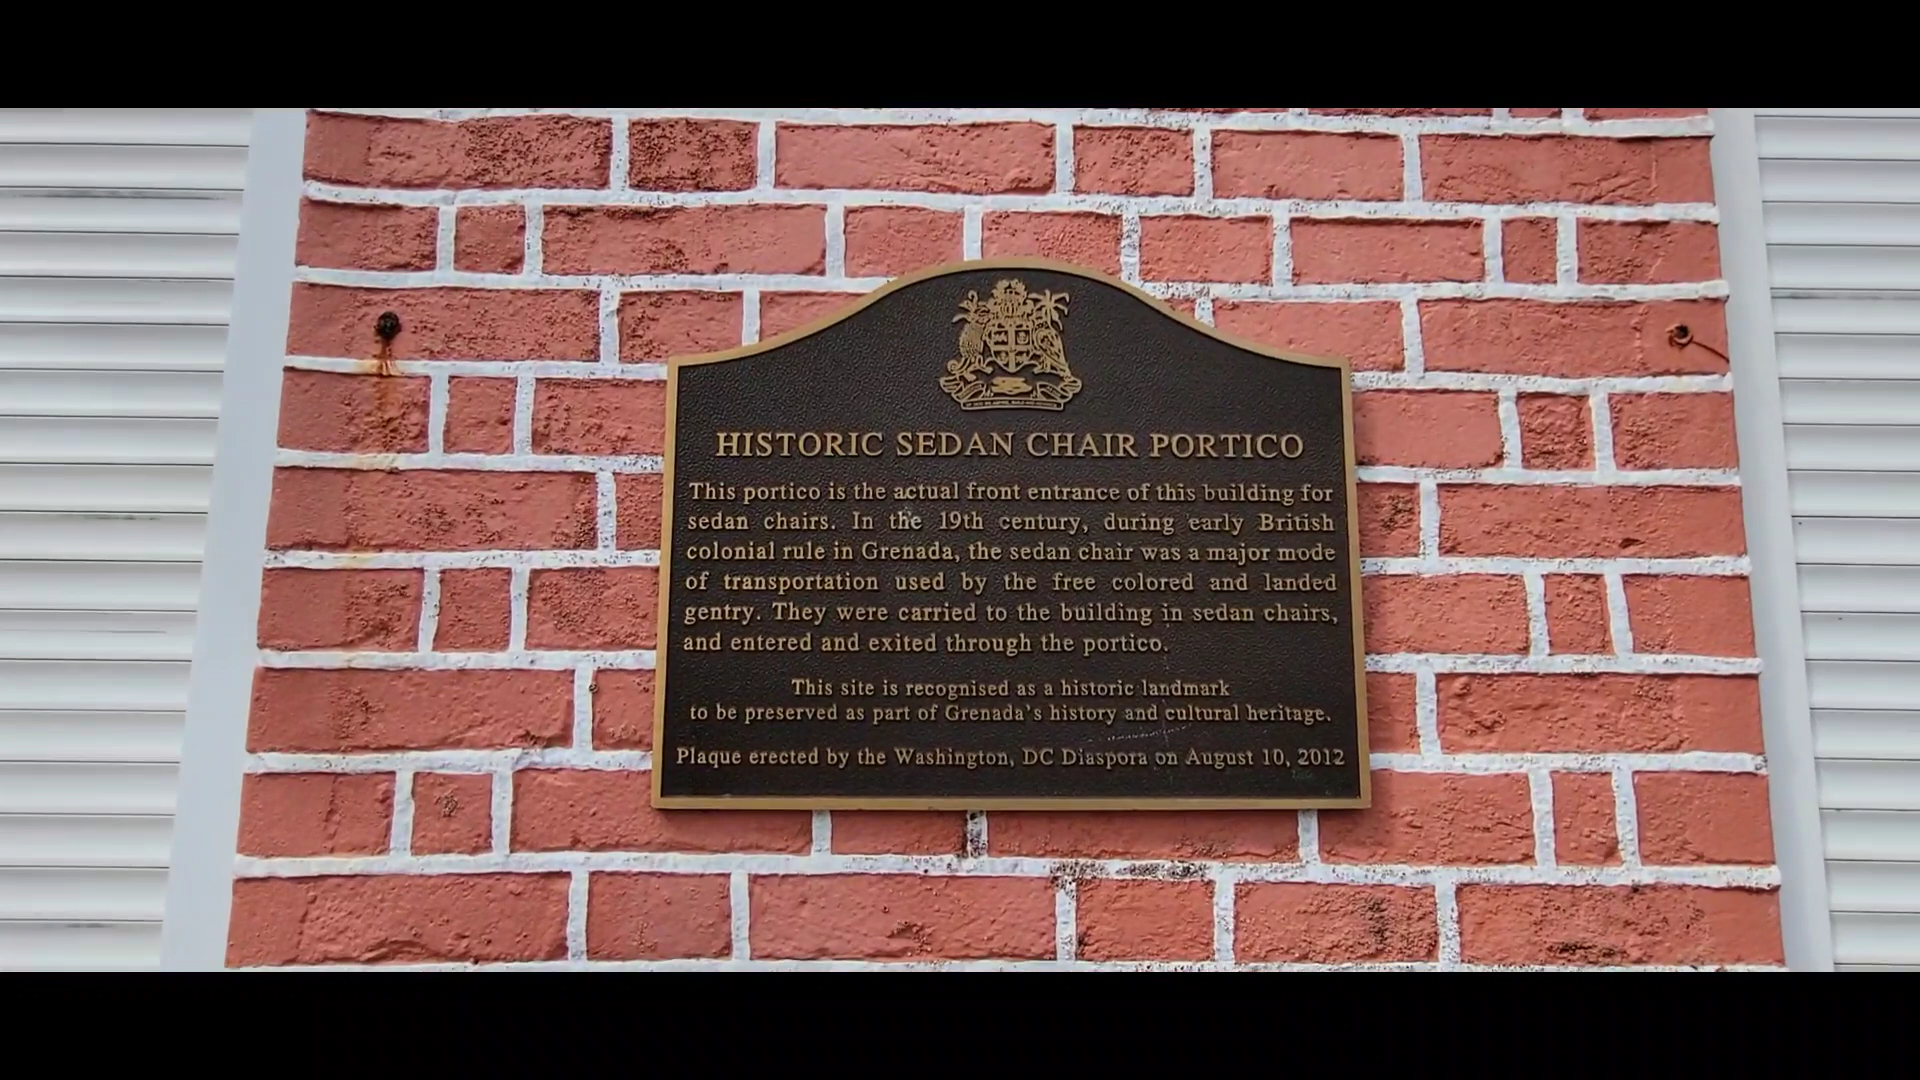 HISTORIC SEDAN CHAIR PORTICO
This portico is the actual front entrance of this building for
sedan chairs. In the 19th century, during early British
colonial rule in Grenada, the sedan chair was a major mode
of transportation used by the free colored and landed
gentry. They were carried to the building in sedan chairs,
and entered and exited through the portico.
This site is recognised as a historic landmark
to be preserved as part of Grenada's history and cultural heritage.
Plaque erected by the Washington, DC Diaspora on August 10, 2012